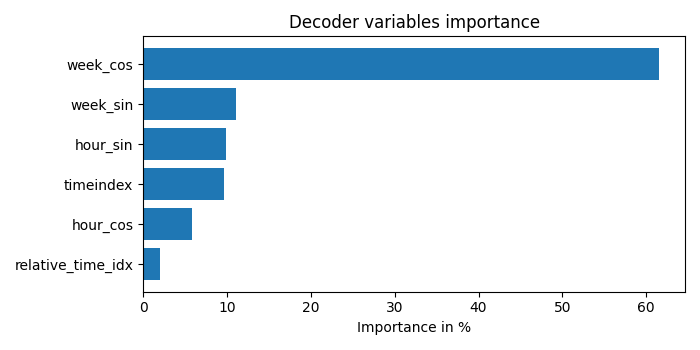 Decoder variables importance
week_cos
week_sin
hour_sin
timeindex
hour_cos
relative_time_idx
0 10 20 30 40 50 60
Importance in %